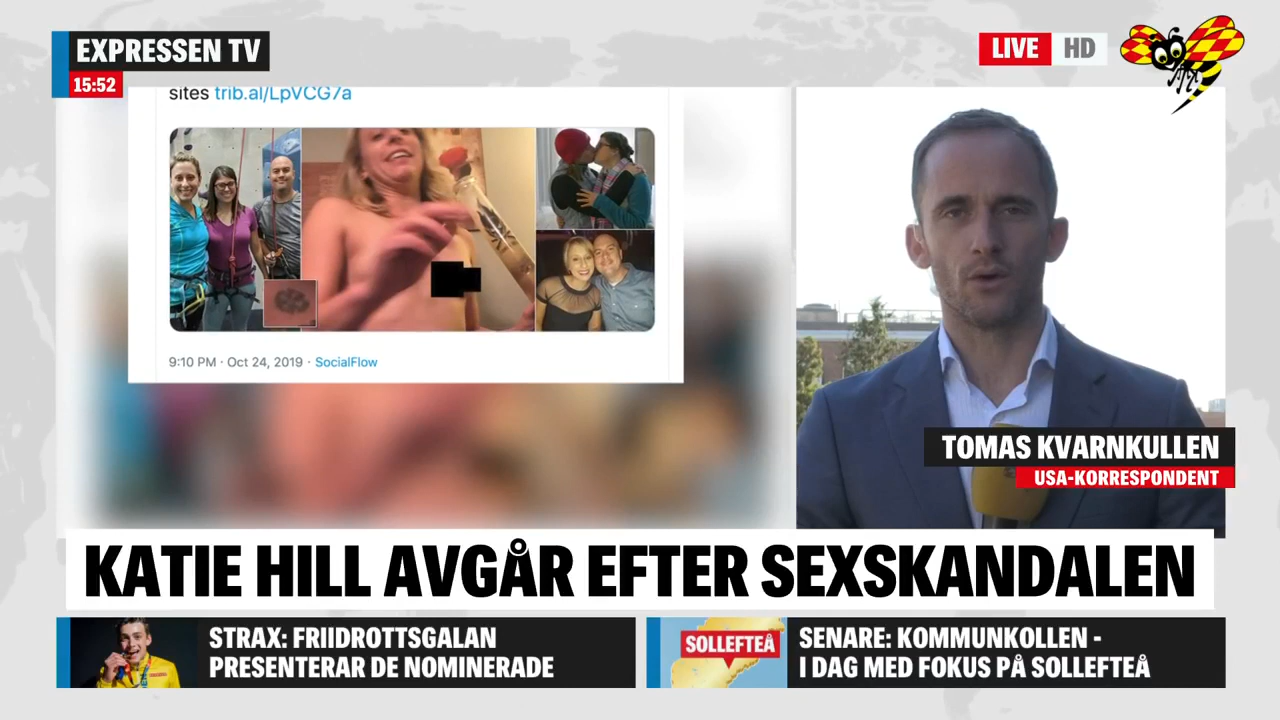 EXPRESSEN TV
15:52
LIVE HD
sites trib.al/LpVCG7a
9:10 PM · Oct 24, 2019 · SocialFlow
TOMAS KVARNKULLEN
USA-KORRESPONDENT
KATIE HILL AVGÅR EFTER SEXSKANDALEN
STRAX: FRIIDROTTSGALAN
PRESENTERAR DE NOMINERADE
SOLLEFTEÅ
SENARE: KOMMUNKOLLEN -
I DAG MED FOKUS PÅ SOLLEFTEÅ